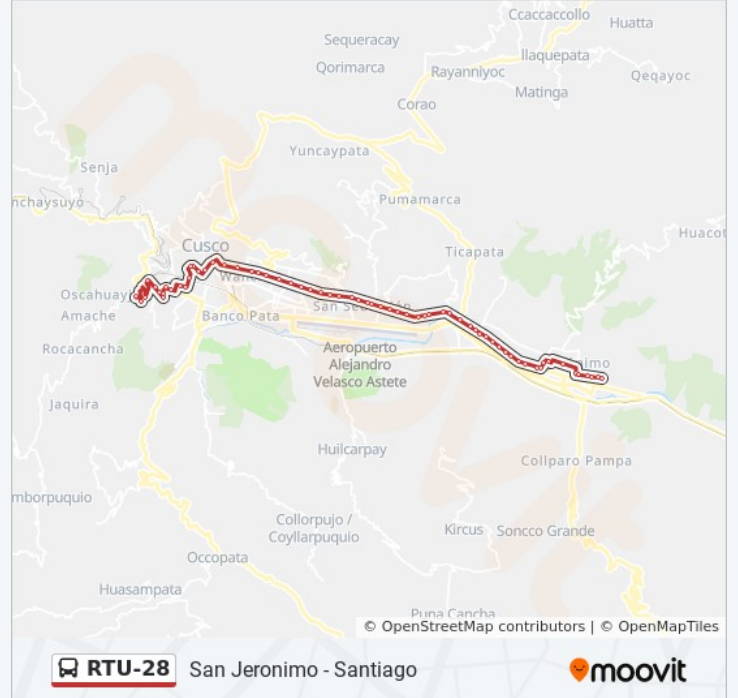 Ccaccaccollo
Huatta
Sequeracay
Ilaquepata
Qorimarca
Rayanniyoc
Qeqayoc
Matinga
Corao
Yuncaypata
Senja
Pumamarca
nchaysuyo
Huacot
Cusco
Ticapata
Oscahuay
San Se
Amache
Banco Pata
Rocacancha
Aeropuerto
Alejandro
Velasco Astete
imo
Jaquira
Huilcarpay
Collparo Pampa
mborpuquio
Collorpujo /
Coyllarpuquio
Kircus
Soncco Grande
Occopata
Huasampata
Puna Cancha
© OpenStreetMap contributors | © OpenMapTiles
RTU-28 San Jeronimo - Santiago
moovit